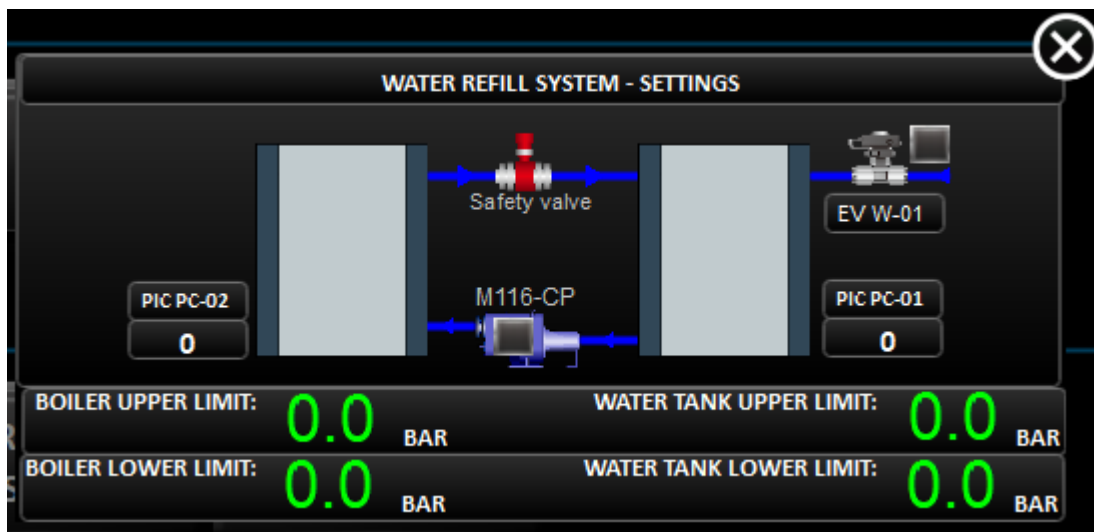 WATER REFILL SYSTEM - SETTINGS
Safety valve
EV W-01
PIC PC-02
0
M116-CP
PIC PC-01
0
BOILER UPPER LIMIT: 0.0 BAR
WATER TANK UPPER LIMIT: 0.0 BAR
BOILER LOWER LIMIT: 0.0 BAR
WATER TANK LOWER LIMIT: 0.0 BAR